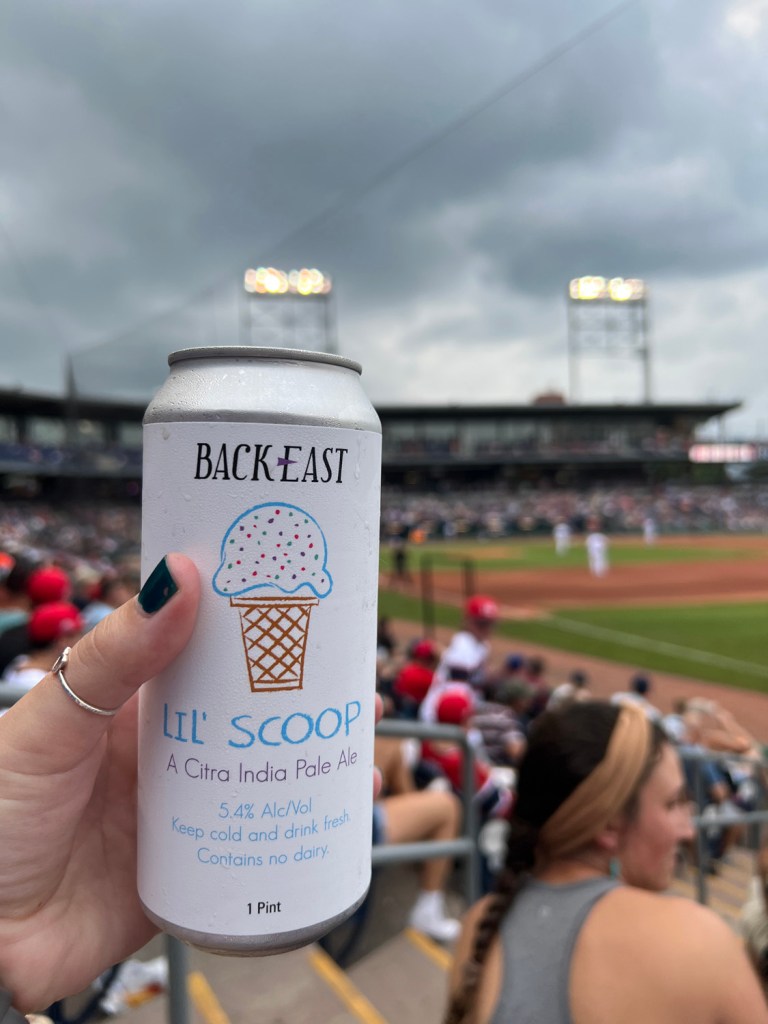 BACK EAST
LIL' SCOOP
A Citra India Pale Ale
5.4% Alc/Vol
Keep cold and drink fresh.
Contains no dairy.
1 Pint